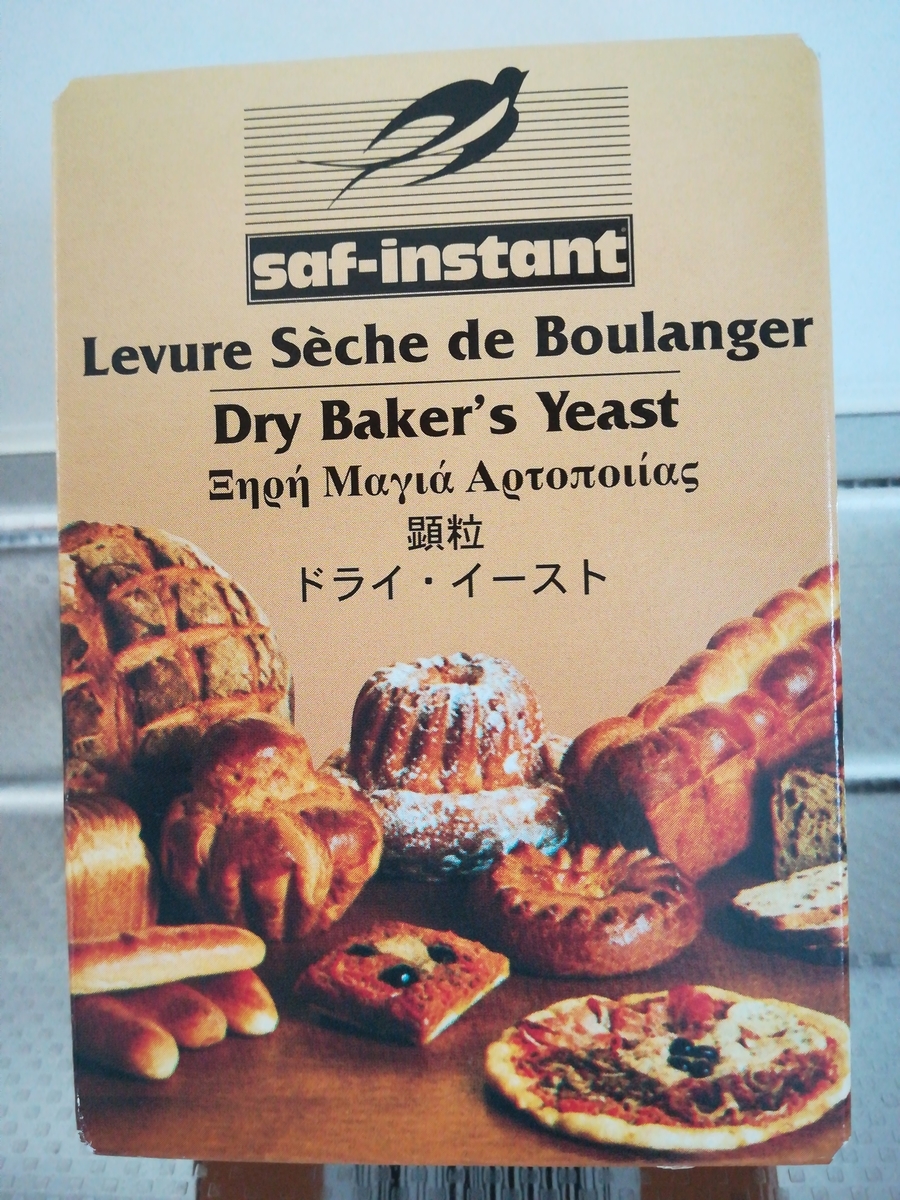 saf-instant
Levure Sèche de Boulanger
Dry Baker's Yeast
Ξηρή Μαγιά Αρτοποιίας
顕粒
ドライ・イースト